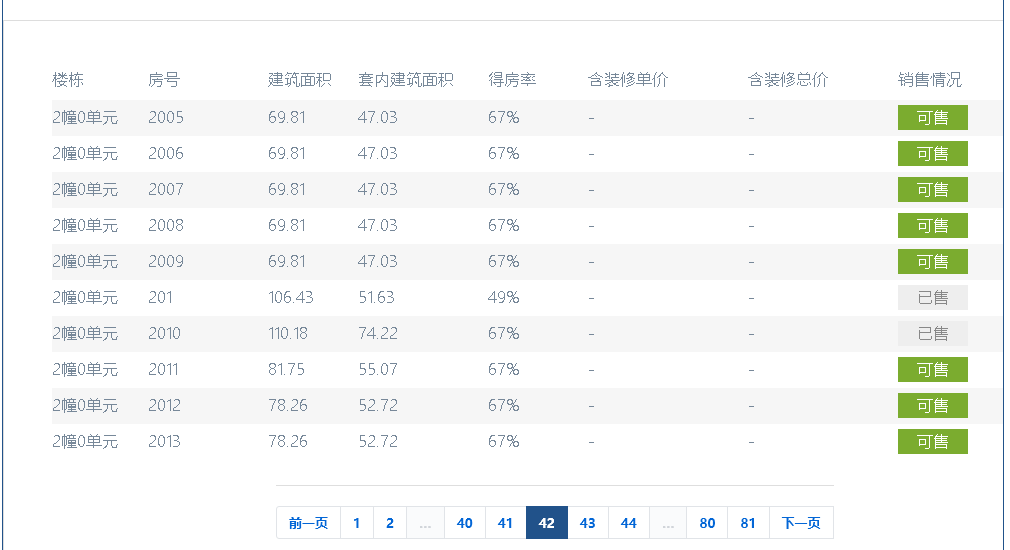 楼栋 房号 建筑面积 套内建筑面积 得房率 含装修单价 含装修总价 销售情况
2幢0单元 2005 69.81 47.03 67% - - 可售
2幢0单元 2006 69.81 47.03 67% - - 可售
2幢0单元 2007 69.81 47.03 67% - - 可售
2幢0单元 2008 69.81 47.03 67% - - 可售
2幢0单元 2009 69.81 47.03 67% - - 可售
2幢0单元 201 106.43 51.63 49% - - 已售
2幢0单元 2010 110.18 74.22 67% - - 已售
2幢0单元 2011 81.75 55.07 67% - - 可售
2幢0单元 2012 78.26 52.72 67% - - 可售
2幢0单元 2013 78.26 52.72 67% - - 可售
前一页 1 2 ... 40 41 42 43 44 ... 80 81 下一页